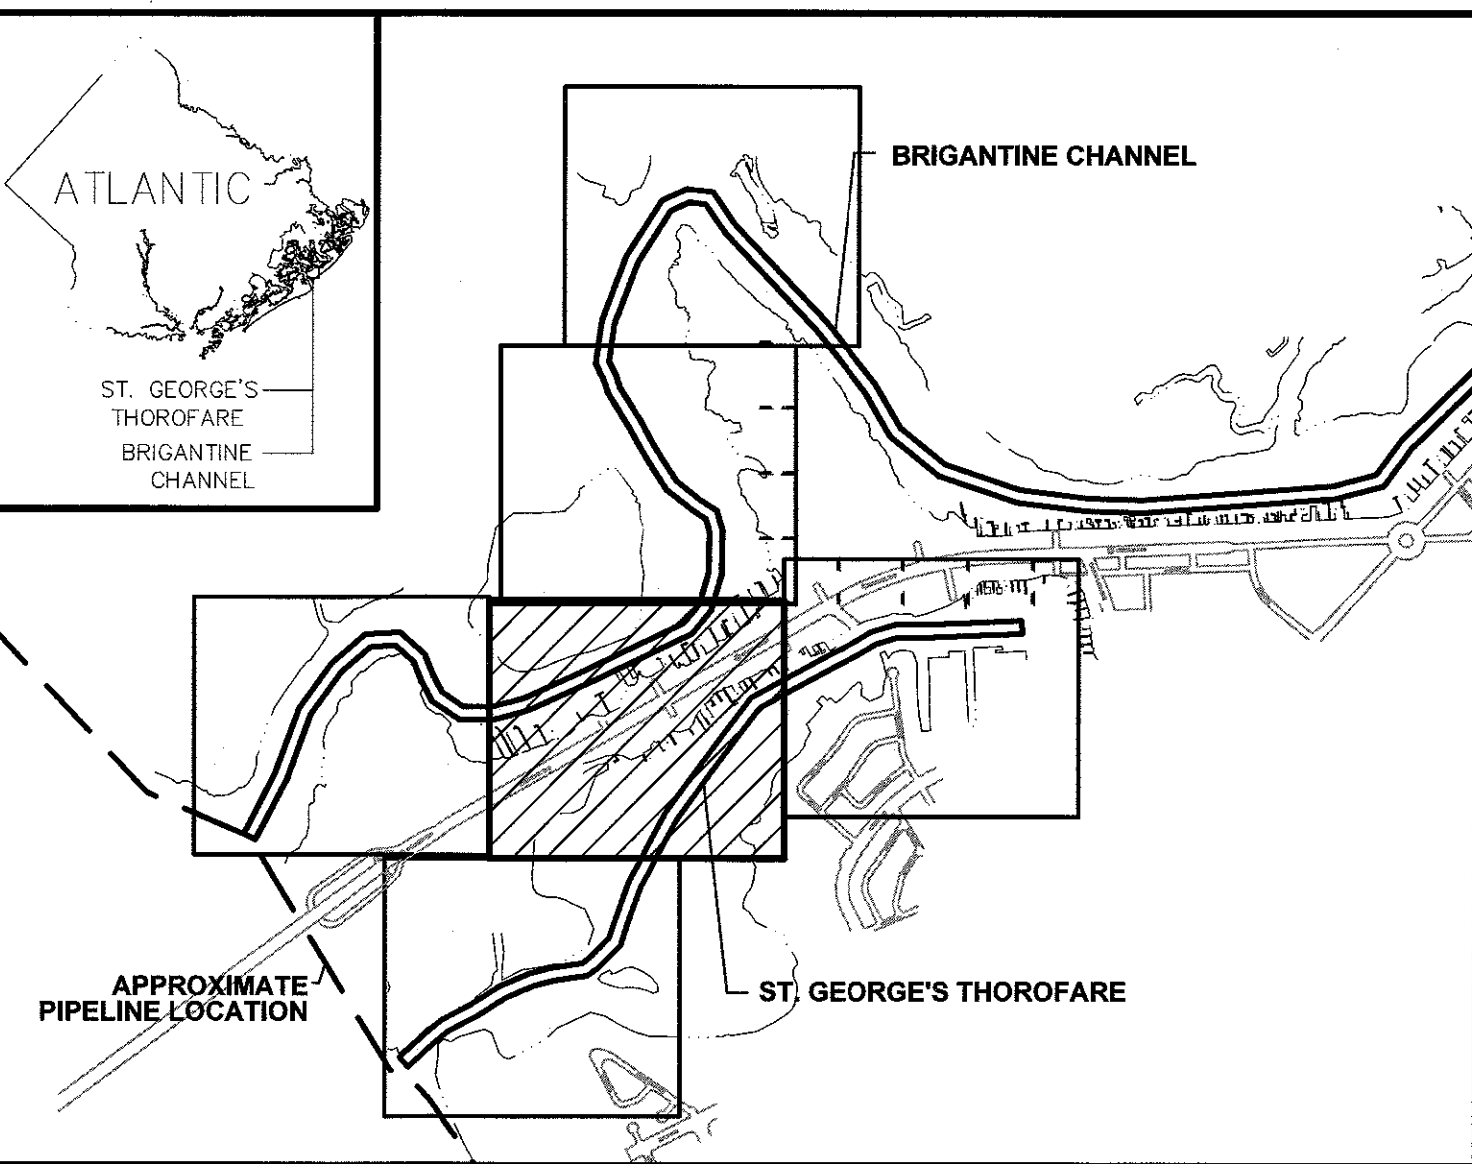 ATLANTIC
ST. GEORGE'S
THOROFARE
BRIGANTINE
CHANNEL
BRIGANTINE CHANNEL
APPROXIMATE
PIPELINE LOCATION
ST. GEORGE'S THOROFARE